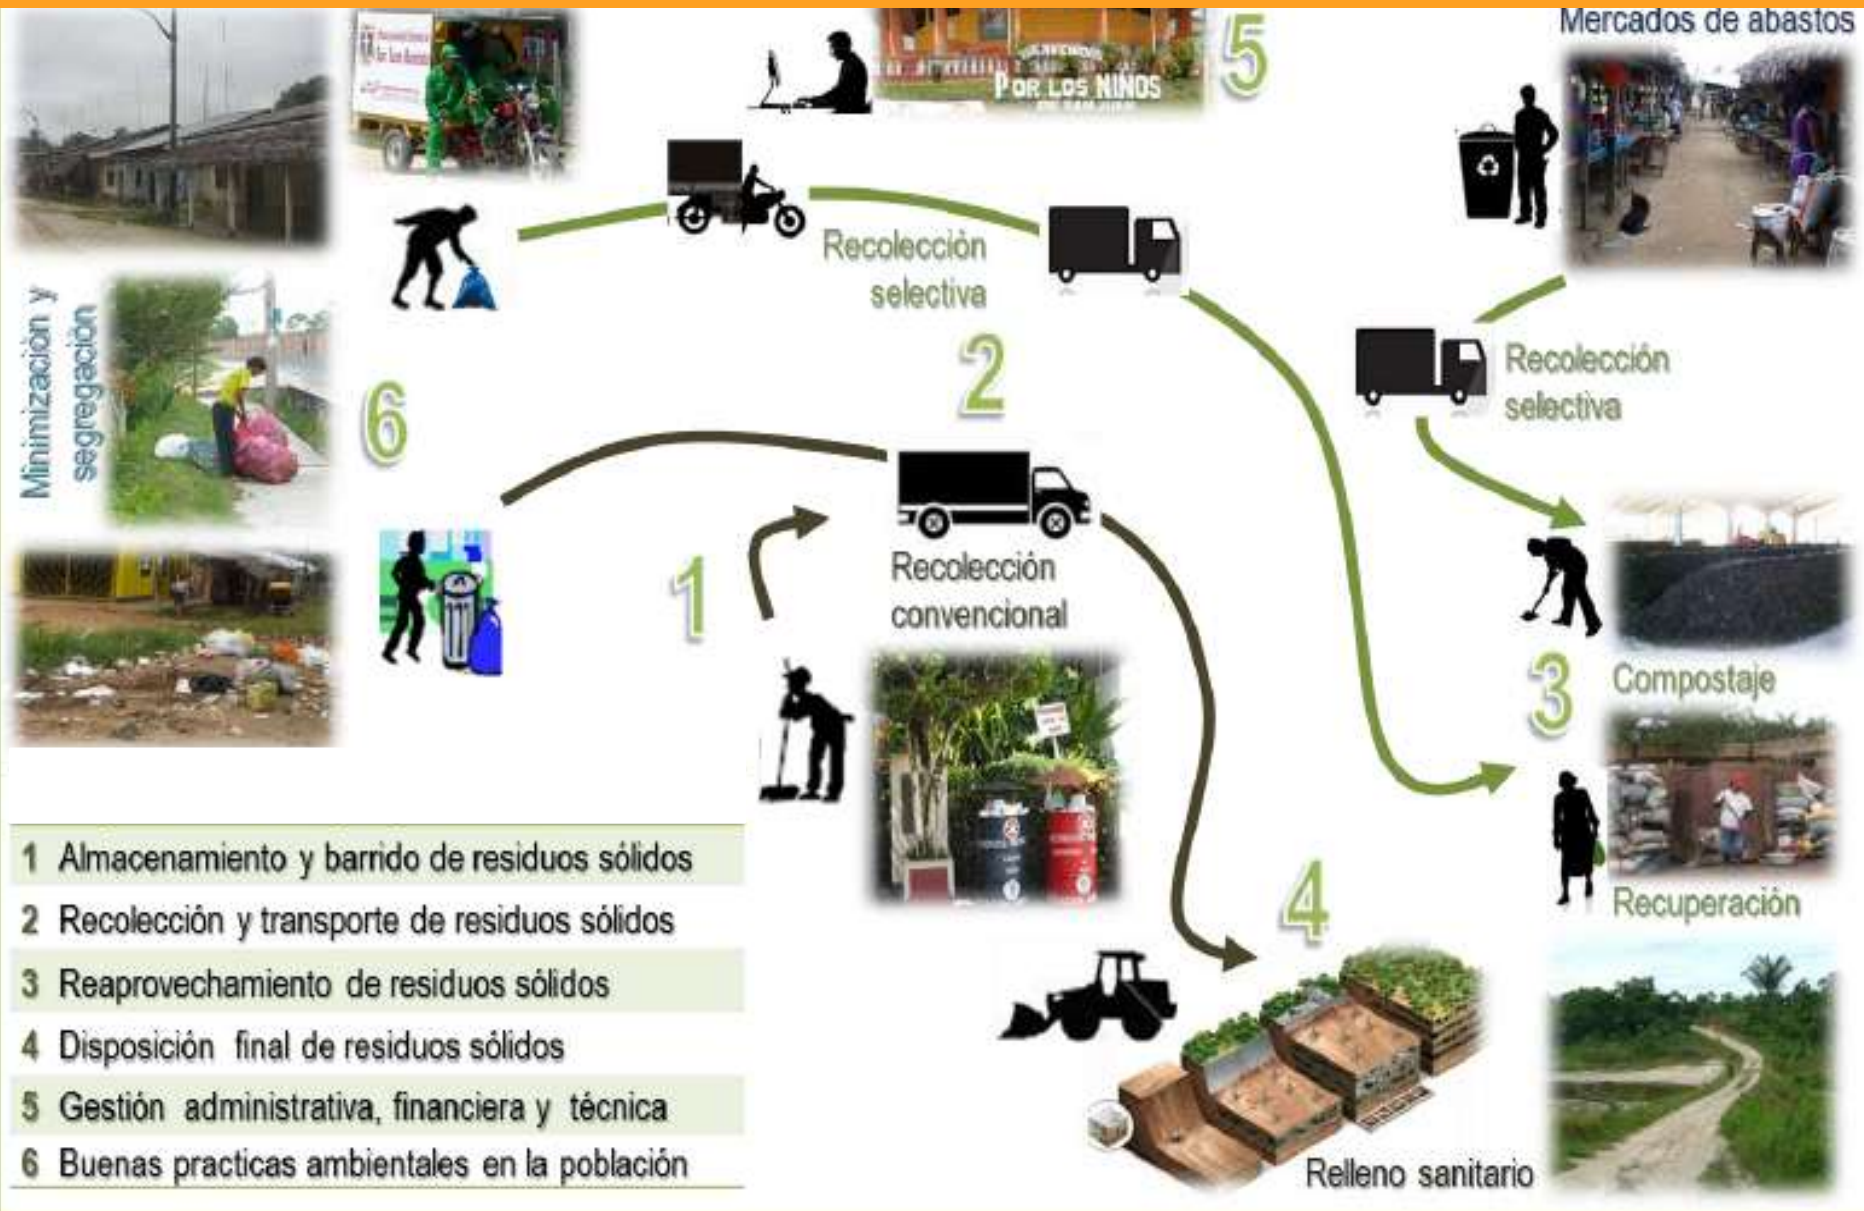 Mercados de abastos
POR LOS NIÑOS
5
Recolección
selectiva
2
Recolección
selectiva
Minimización y
segregación
6
1
Recolección
convencional
3
Compostaje
Recuperación
4
Relleno sanitario
1 Almacenamiento y barrido de residuos sólidos
2 Recolección y transporte de residuos sólidos
3 Reaprovechamiento de residuos sólidos
4 Disposición final de residuos sólidos
5 Gestión administrativa, financiera y técnica
6 Buenas practicas ambientales en la población